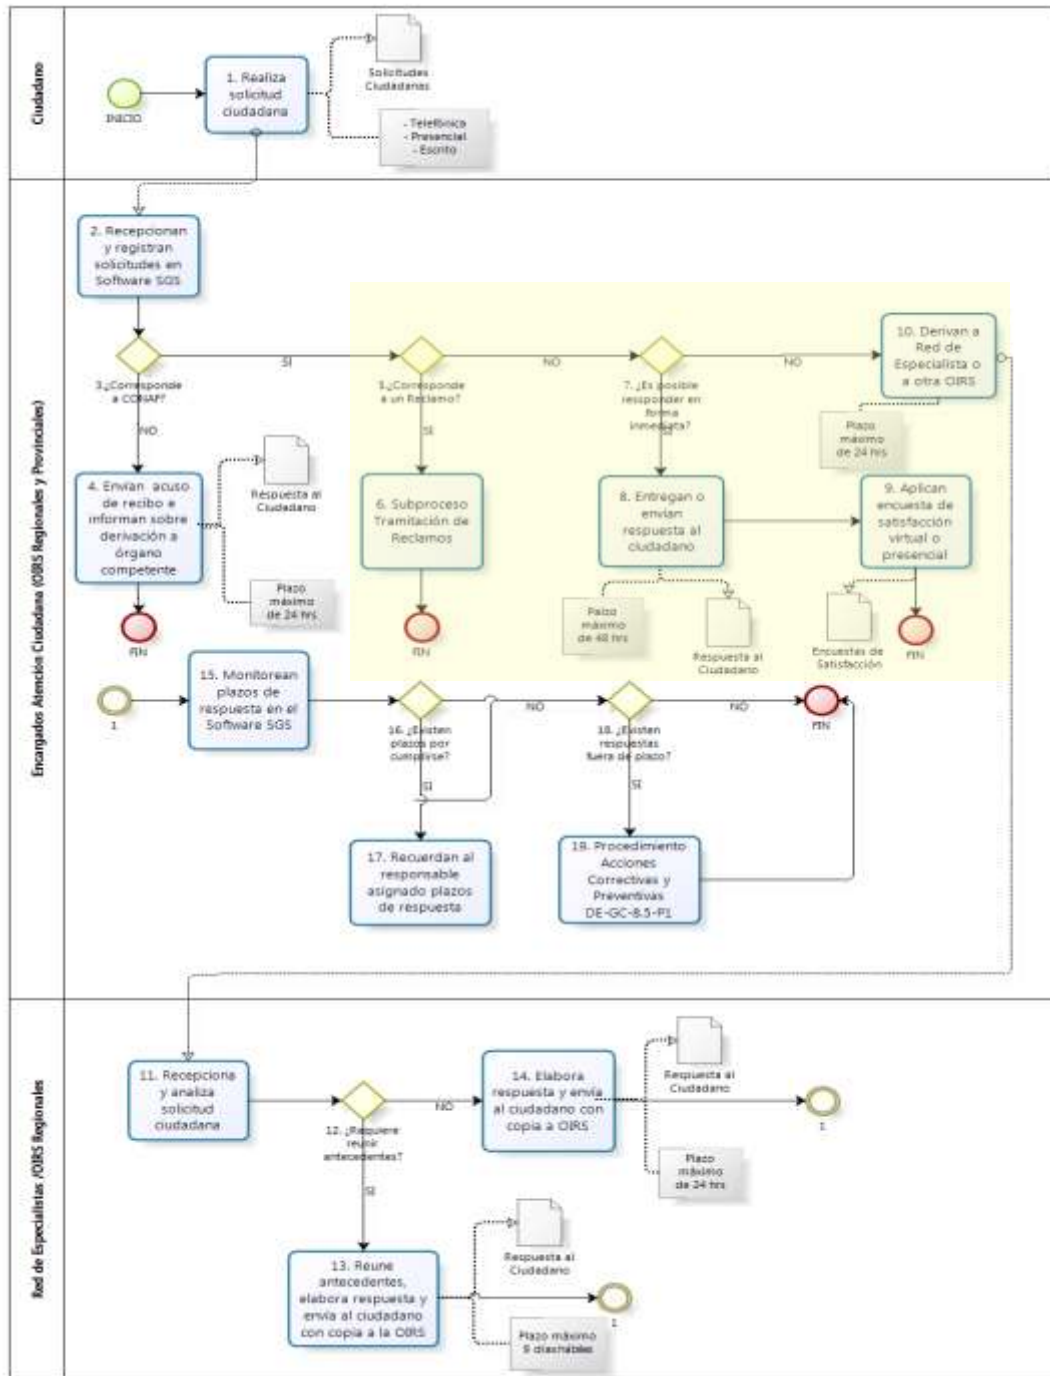 Ciudadano
INICIO
1. Realiza
solicitud
ciudadana
Solicitudes
Ciudadanas
- Telefónica
- Presencial
- Escrito
Encargados Atención Ciudadana (OIRS Regionales y Provinciales)
2. Recepcionan
y registran
solicitudes en
Software SGS
3.¿Corresponde
a CONAF?
SI
NO
4. Envían acuso
de recibo e
informan sobre
derivación a
órgano
competente
Respuesta al
Ciudadano
Plazo
máximo
de 24 hrs
FIN
5.¿Corresponde
a un Reclamo?
NO
SI
6. Subproceso
Tramitación de
Reclamos
FIN
7. ¿Es posible
ressponder en
forma
inmediata?
NO
SI
8. Entregan o
envían
respuesta al
ciudadano
Palzo
máximo
de 48 hrs
Respuesta al
Ciudadano
10. Derivan a
Red de
Especialista o
a otra OIRS
Plazo
máximo
de 24 hrs
9. Aplican
encuesta de
satisfacción
virtual o
presencial
Encuestas de
Satisfacción
FIN
1
15. Monitorean
plazos de
respuesta en el
Software SGS
16. ¿Existen
plazos por
cumplirse?
NO
SI
17. Recuerdan al
responsable
asignado plazos
de respuesta
18. ¿Existen
respuestas
fuera de plazo?
NO
SI
FIN
19. Procedimiento
Acciones
Correctivas y
Preventivas
DE-GC-8.5-P1
Red de Especialistas /OIRS Regionales
11. Recepciona
y analiza
solicitud
ciudadana
12. ¿Requiere
reunir
antecedentes?
NO
SI
14. Elabora
respuesta y envía
al ciudadano con
copia a OIRS
Respuesta al
Ciudadano
Plazo
máximo
de 24 hrs
1
13. Reune
antecedentes,
elabora respuesta y
envía al ciudadano
con copia a la OIRS
Respuesta al
Ciudadano
Plazo máximo
1